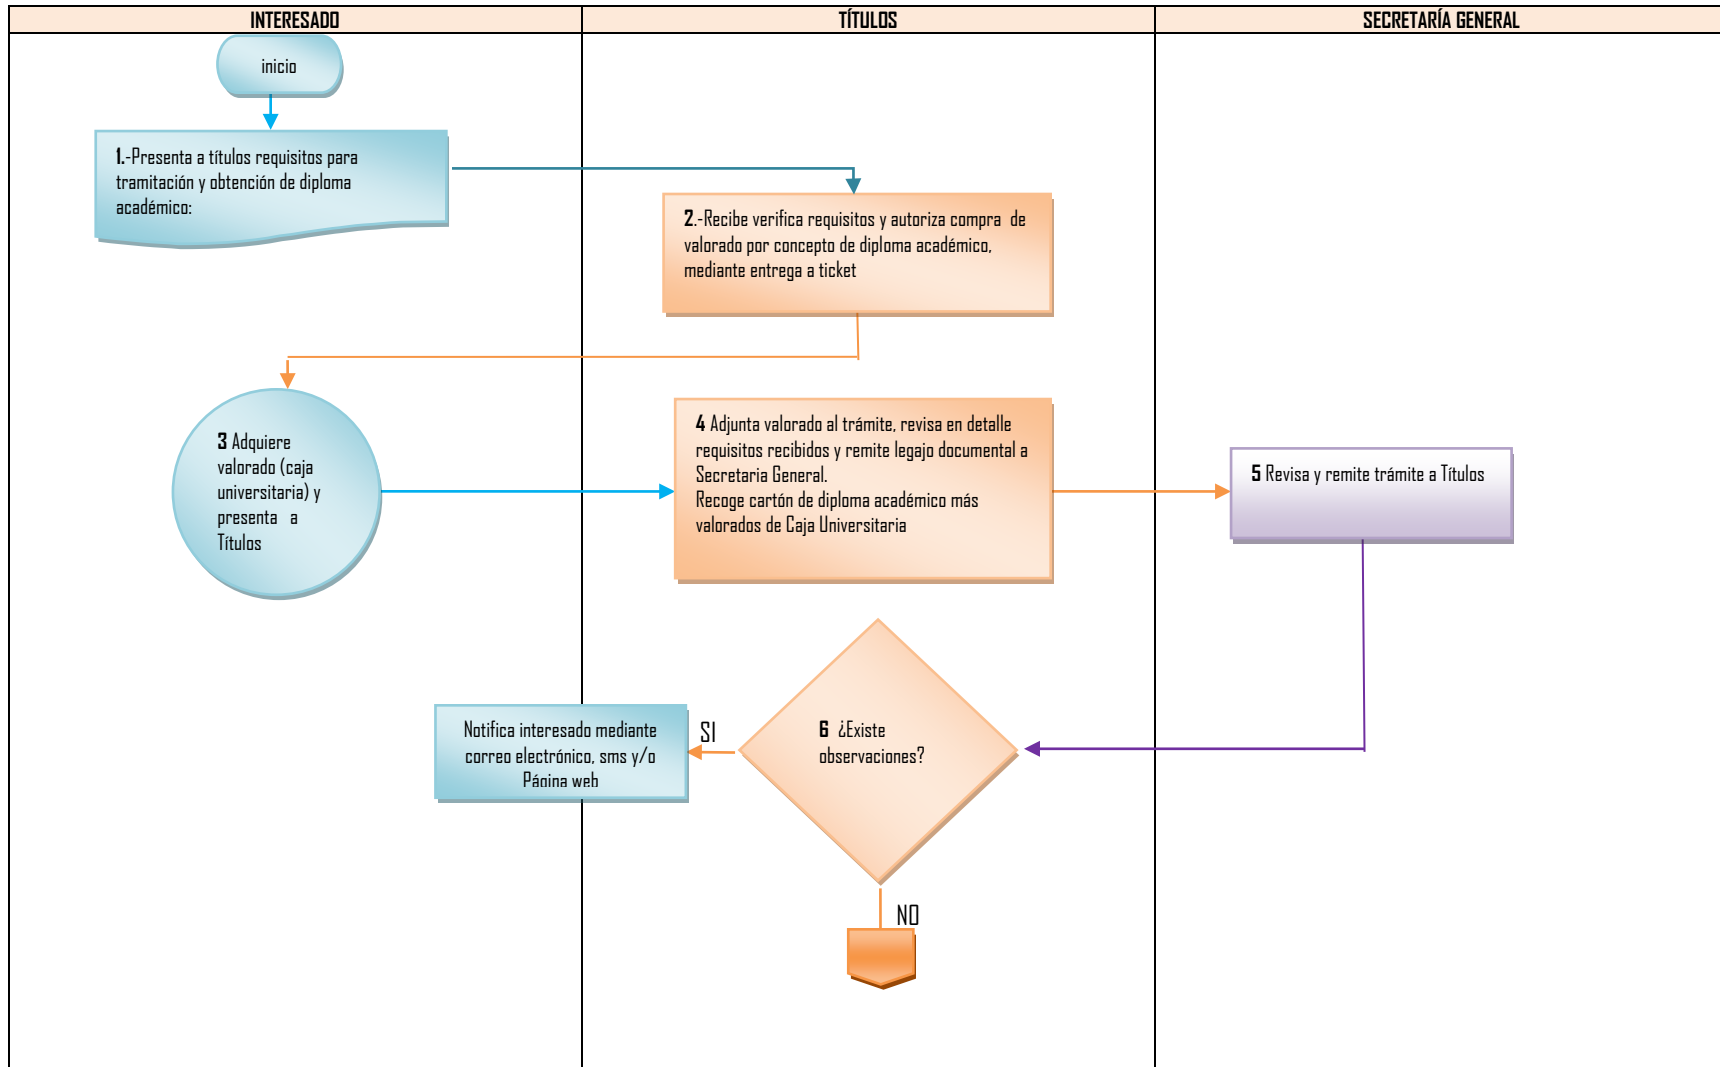 INTERESADO
TÍTULOS
SECRETARÍA GENERAL
inicio
1.-Presenta a títulos requisitos para
tramitación y obtención de diploma
académico:
2.-Recibe verifica requisitos y autoriza compra de
valorado por concepto de diploma académico,
mediante entrega a ticket
3 Adquiere
valorado (caja
universitaria) y
presenta a
Títulos
4 Adjunta valorado al trámite, revisa en detalle
requisitos recibidos y remite legajo documental a
Secretaria General.
Recoge cartón de diploma académico más
valorados de Caja Universitaria
5 Revisa y remite trámite a Títulos
6 ¿Existe
observaciones?
SI
Notifica interesado mediante
correo electrónico, sms y/o
Página web
NO